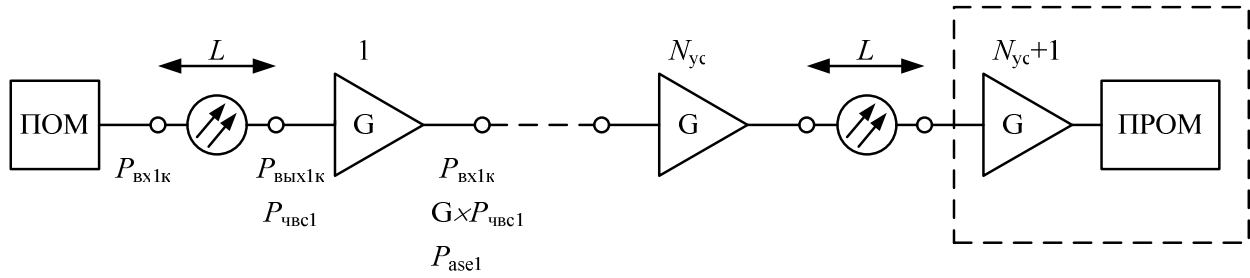 L 1 N_ус L N_ус+1
ПОМ G G G ПРОМ
P_вх1к P_вых1к P_вх1к
P_чвс1 G×P_чвс1
P_ase1